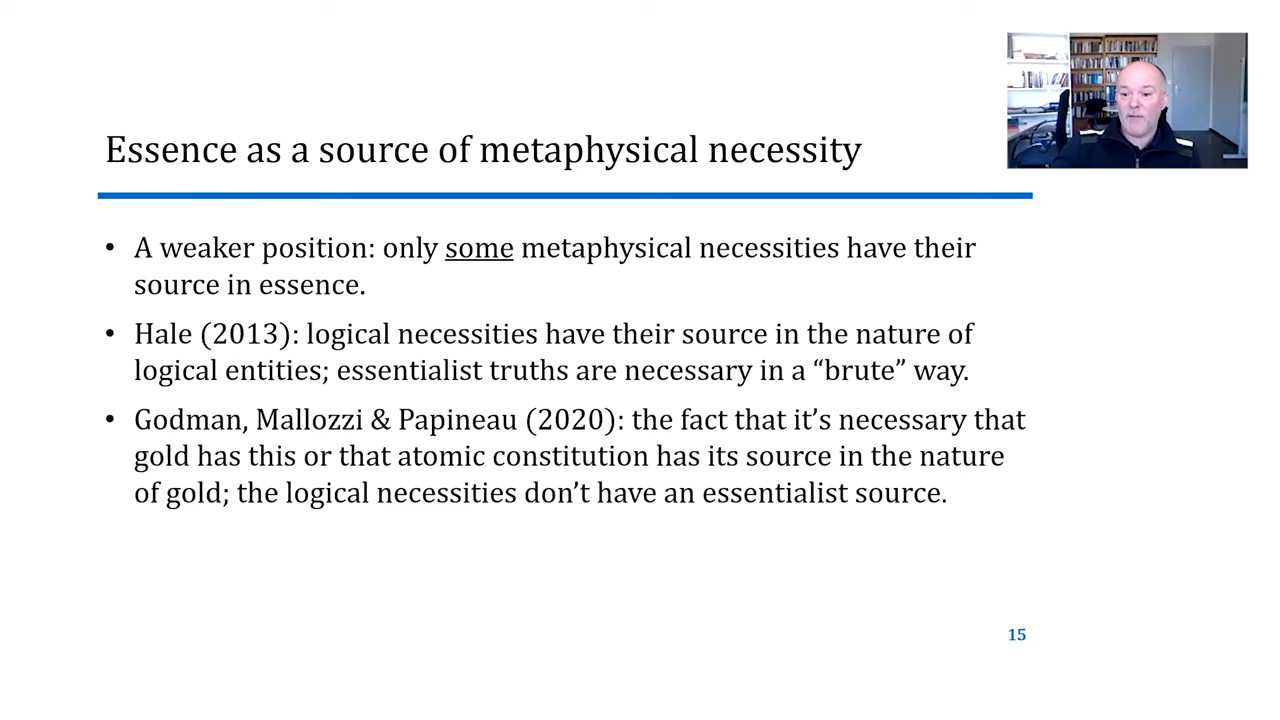 Essence as a source of metaphysical necessity
• A weaker position: only some metaphysical necessities have their
source in essence.
• Hale (2013): logical necessities have their source in the nature of
logical entities; essentialist truths are necessary in a “brute” way.
• Godman, Mallozzi & Papineau (2020): the fact that it’s necessary that
gold has this or that atomic constitution has its source in the nature
of gold; the logical necessities don’t have an essentialist source.
15